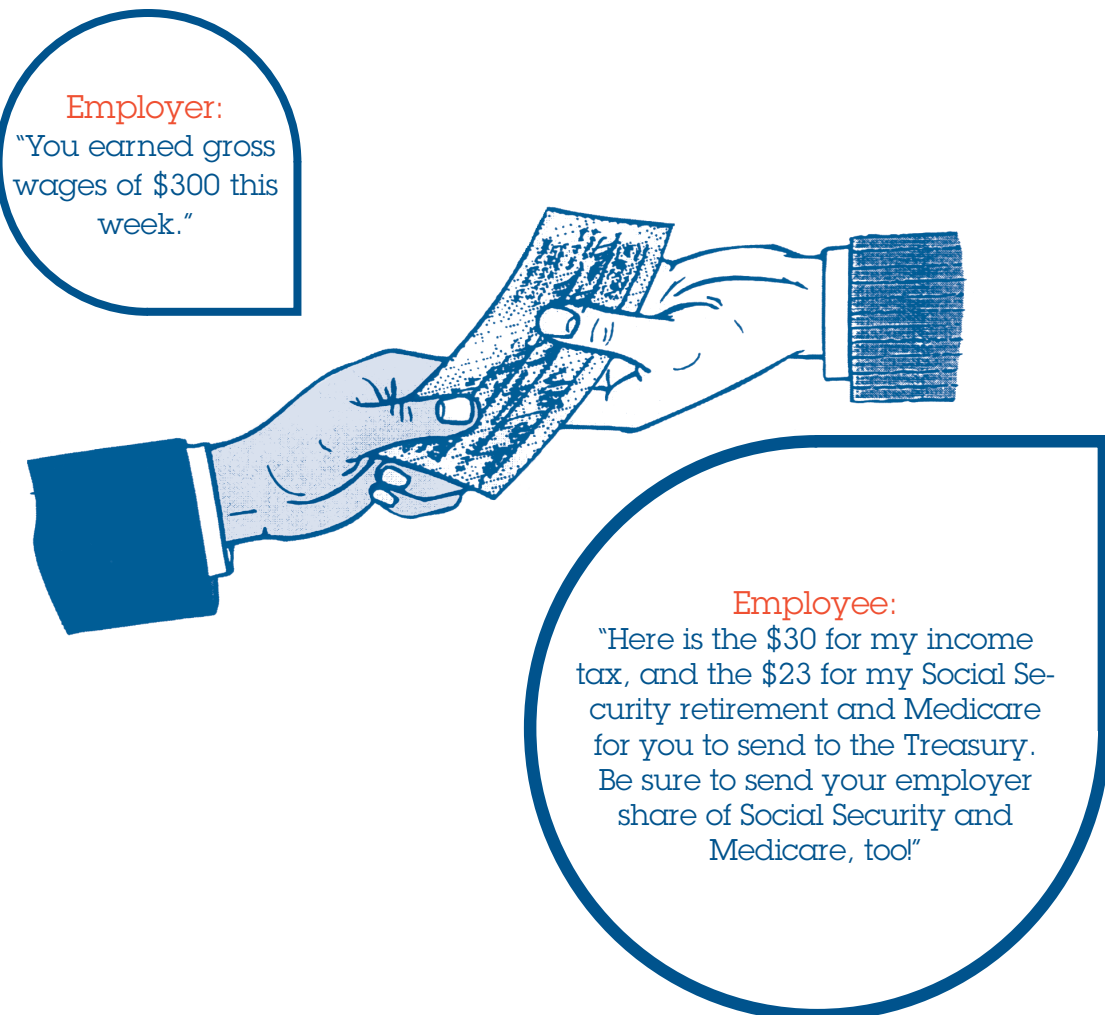 Employer:
“You earned gross
wages of $300 this
week.”
Employee:
“Here is the $30 for my income
tax, and the $23 for my Social Se-
curity retirement and Medicare
for you to send to the Treasury.
Be sure to send your employer
share of Social Security and
Medicare, too!”